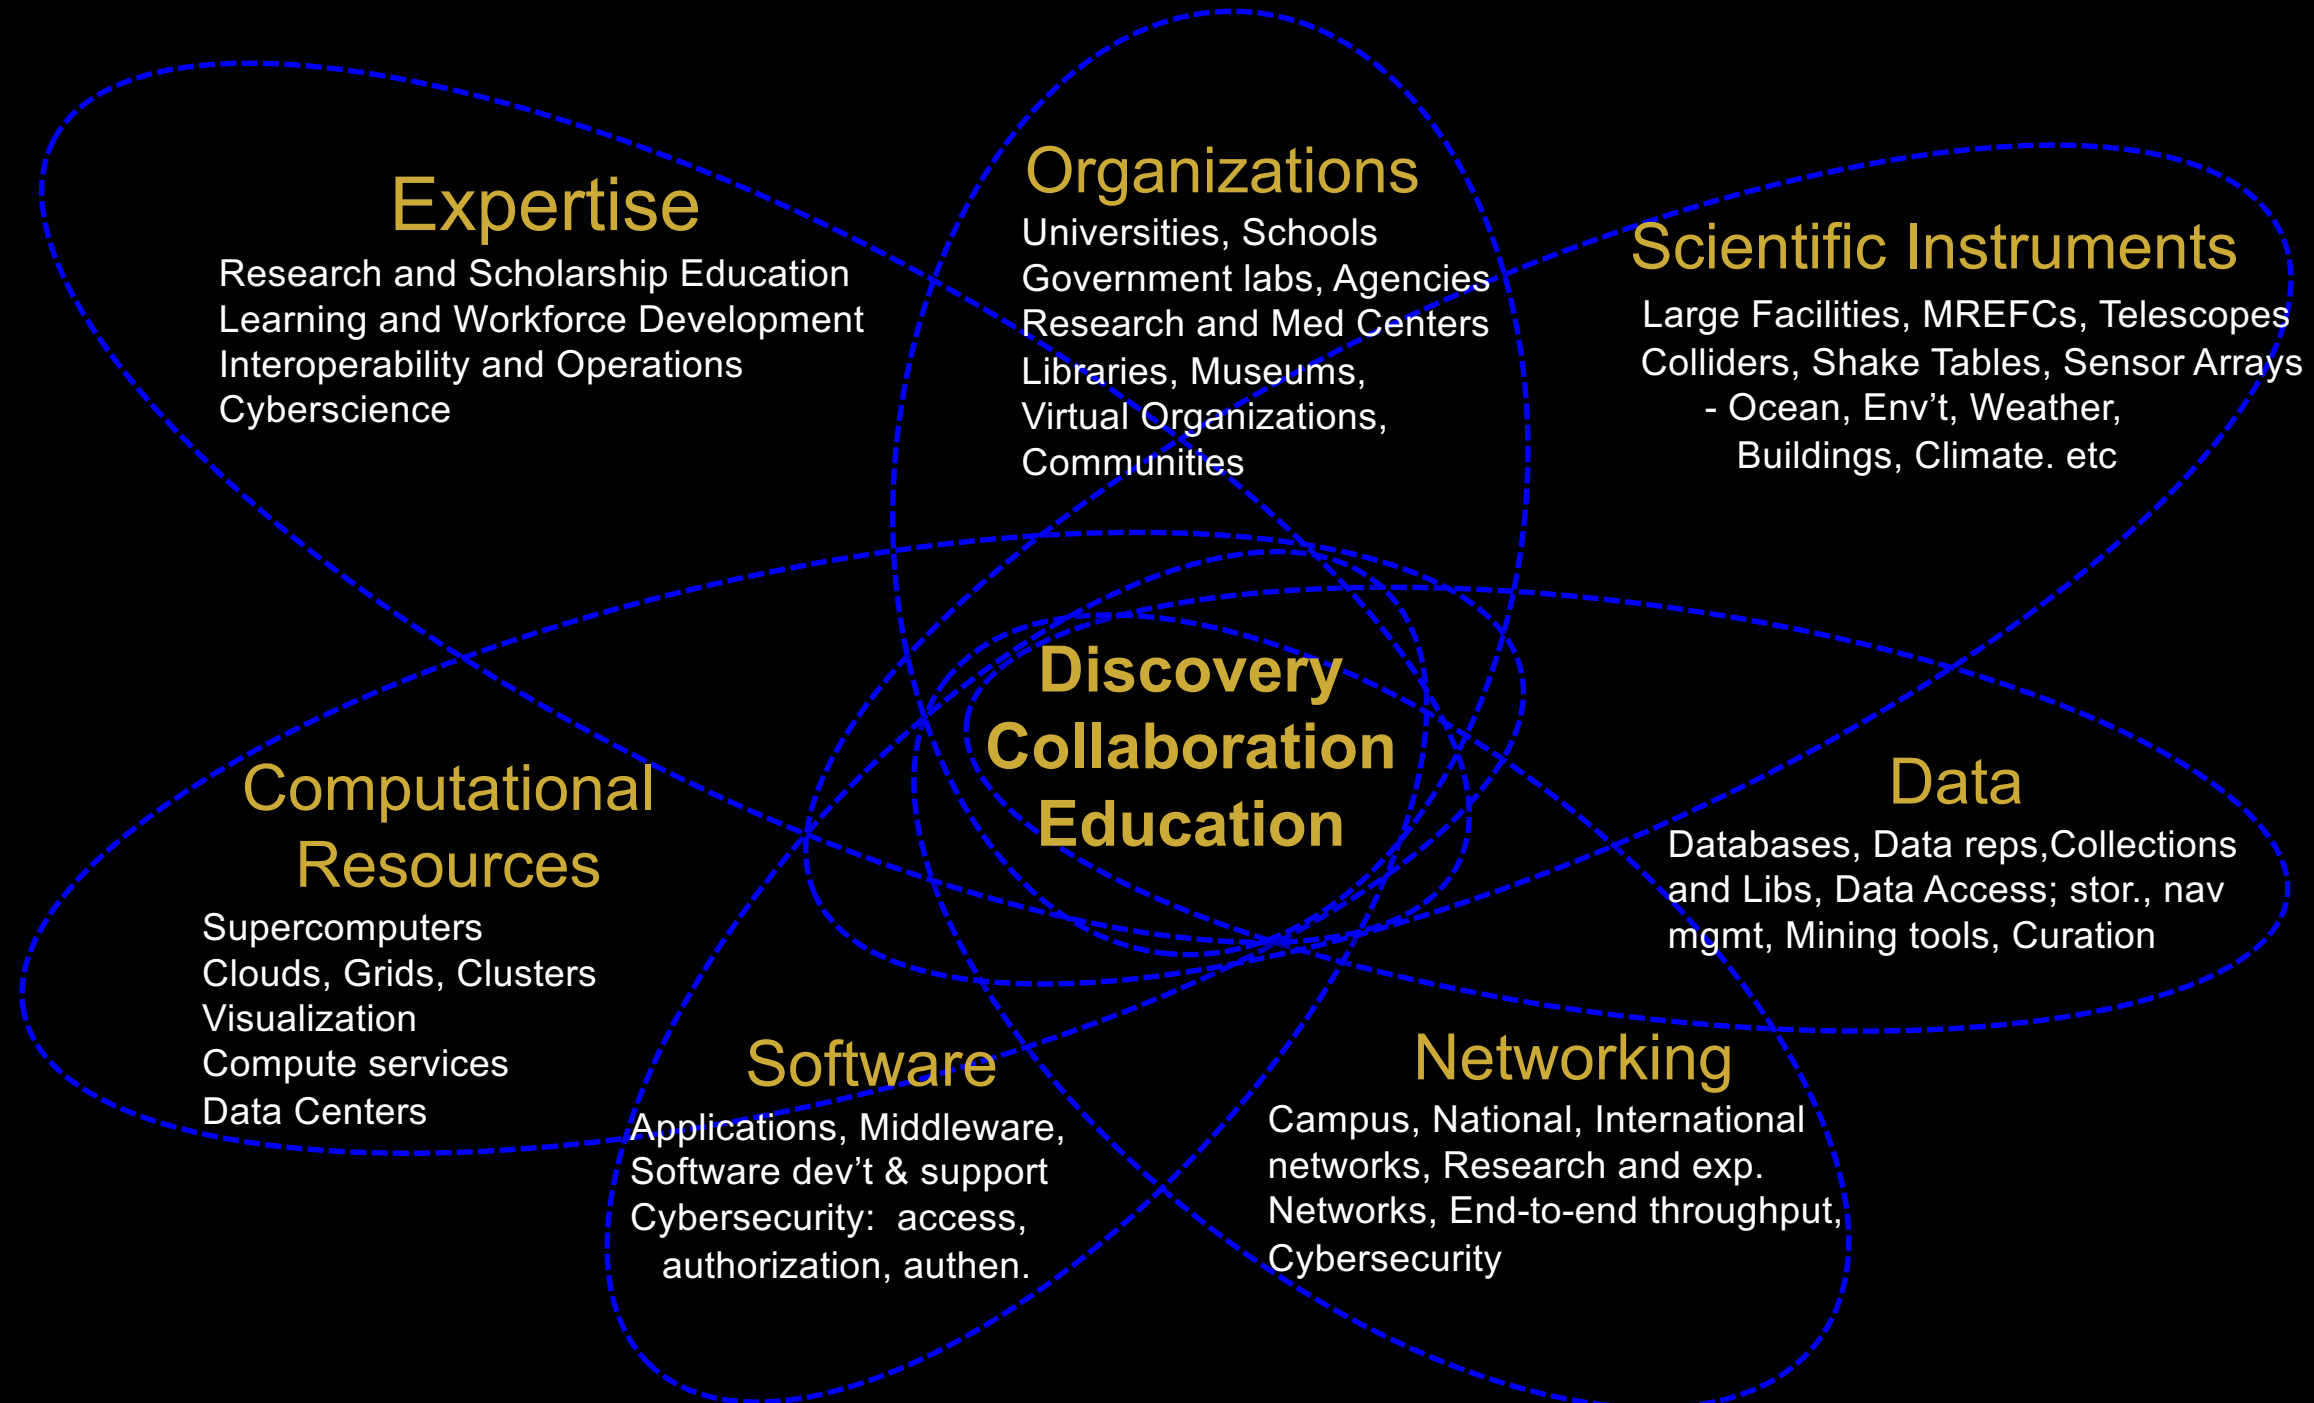 Expertise
Research and Scholarship Education
Learning and Workforce Development
Interoperability and Operations
Cyberscience
Organizations
Universities, Schools
Government labs, Agencies
Research and Med Centers
Libraries, Museums,
Virtual Organizations,
Communities
Scientific Instruments
Large Facilities, MREFCs, Telescopes
Colliders, Shake Tables, Sensor Arrays
- Ocean, Env’t, Weather,
Buildings, Climate. etc
Discovery
Collaboration
Education
Computational
Resources
Supercomputers
Clouds, Grids, Clusters
Visualization
Compute services
Data Centers
Data
Databases, Data reps,Collections
and Libs, Data Access; stor., nav
mgmt, Mining tools, Curation
Software
Applications, Middleware,
Software dev’t & support
Cybersecurity:  access,
authorization, authen.
Networking
Campus, National, International
networks, Research and exp.
Networks, End-to-end throughput,
Cybersecurity